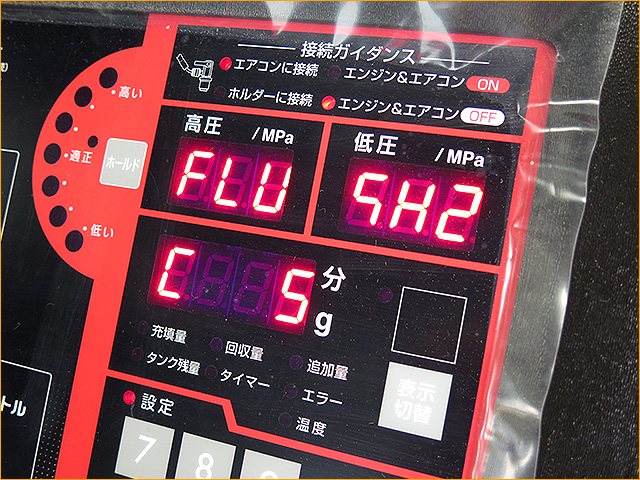 接続ガイダンス
エアコンに接続 エンジン&エアコン ON
ホルダーに接続 エンジン&エアコン OFF
高い
適正
低い
ホールド
高圧 /MPa
低圧 /MPa
FLU
SH2
C 5
分
g
充填量 回収量 追加量
タンク残量 タイマー エラー
温度
表示
切替
設定
トル
7 8